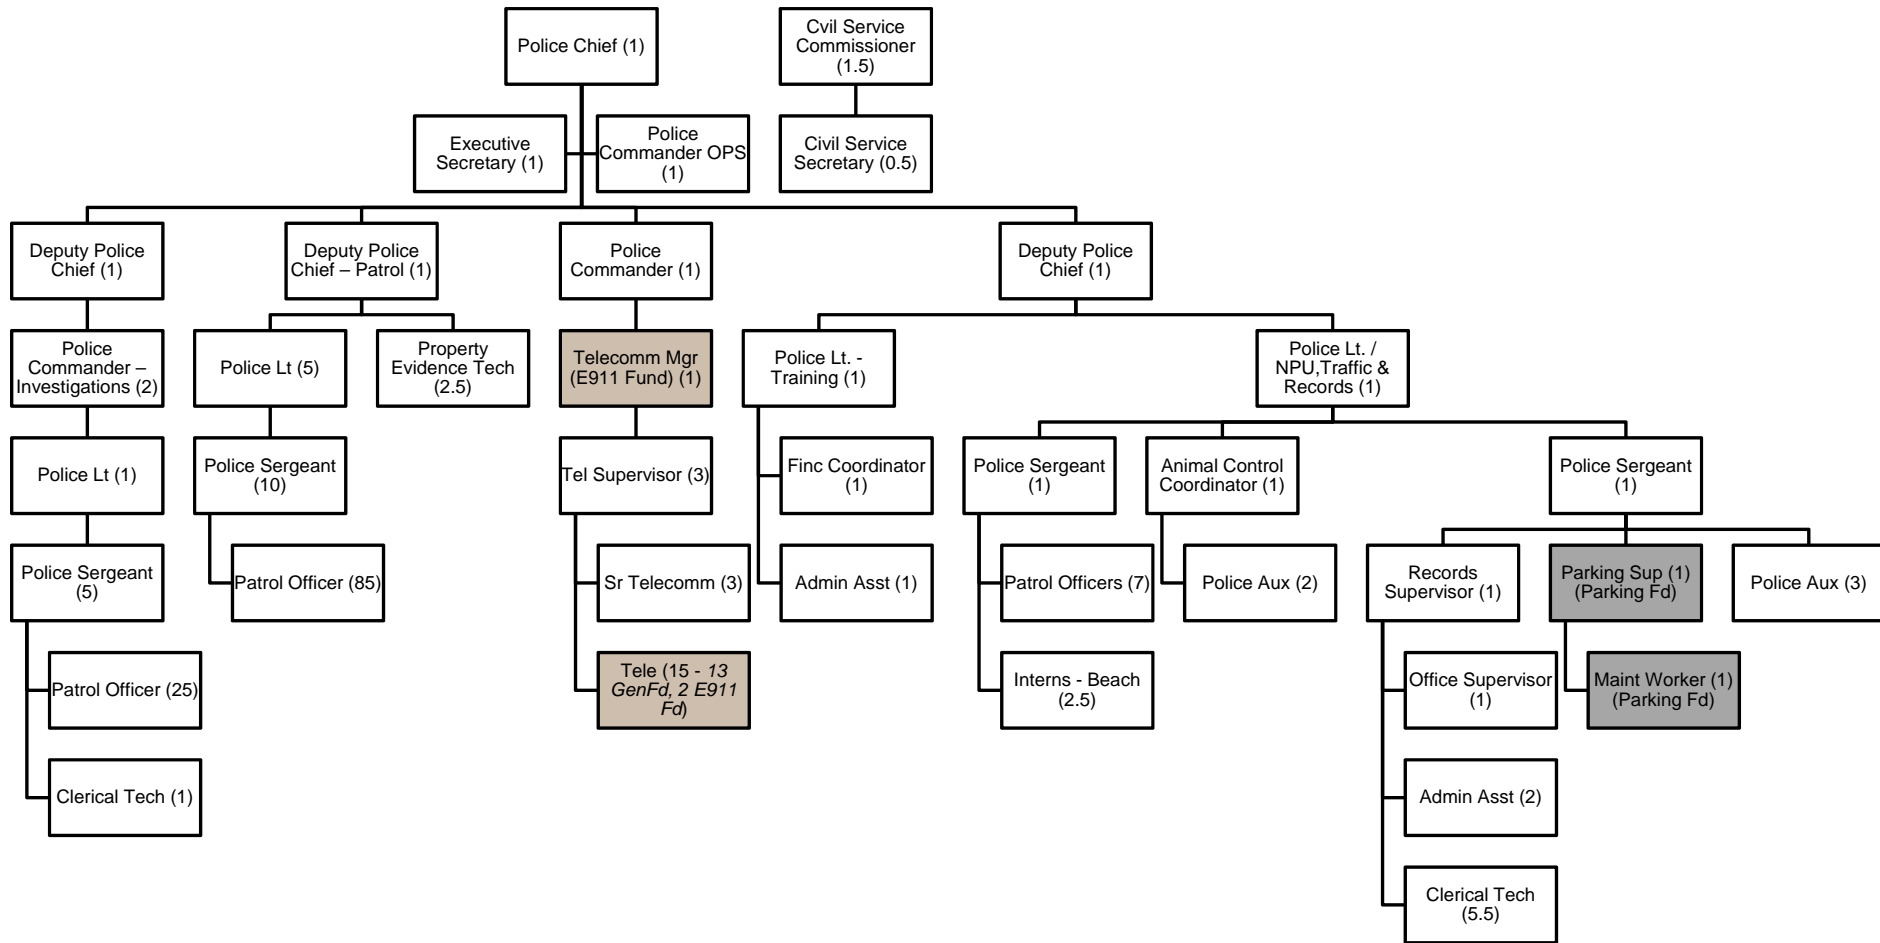 Police Chief (1)
Cvil Service
Commissioner
(1.5)
Executive
Secretary (1)
Police
Commander OPS
(1)
Civil Service
Secretary (0.5)
Deputy Police
Chief (1)
Deputy Police
Chief – Patrol (1)
Police
Commander (1)
Deputy Police
Chief (1)
Police
Commander –
Investigations (2)
Police Lt (5)
Property
Evidence Tech
(2.5)
Telecomm Mgr
(E911 Fund) (1)
Police Lt. -
Training (1)
Police Lt. /
NPU,Traffic &
Records (1)
Police Lt (1)
Police Sergeant
(10)
Tel Supervisor (3)
Finc Coordinator
(1)
Police Sergeant
(1)
Animal Control
Coordinator (1)
Police Sergeant
(1)
Police Sergeant
(5)
Patrol Officer (85)
Sr Telecomm (3)
Admin Asst (1)
Patrol Officers (7)
Police Aux (2)
Records
Supervisor (1)
Parking Sup (1)
(Parking Fd)
Police Aux (3)
Patrol Officer (25)
Tele (15 - 13
GenFd, 2 E911
Fd)
Interns - Beach
(2.5)
Office Supervisor
(1)
Maint Worker (1)
(Parking Fd)
Clerical Tech (1)
Admin Asst (2)
Clerical Tech
(5.5)